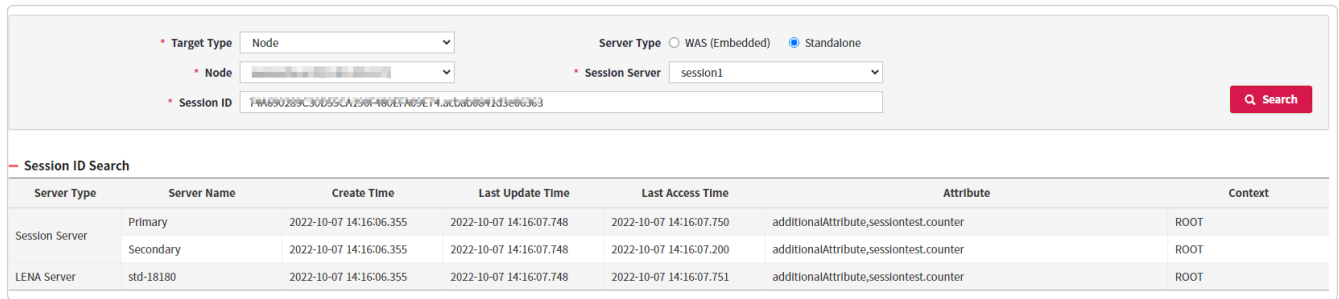 * Target Type Node Server Type WAS (Embedded) Standalone
* Node * Session Server session1
* Session ID
Search
Session ID Search
Server Type Server Name Create Time Last Update Time Last Access Time Attribute Context
Session Server Primary 2022-10-07 14:16:06.355 2022-10-07 14:16:07.748 2022-10-07 14:16:07.750 additionalAttribute,sessiontest.counter ROOT
Secondary 2022-10-07 14:16:06.355 2022-10-07 14:16:07.748 2022-10-07 14:16:07.200 additionalAttribute,sessiontest.counter ROOT
LENA Server std-18180 2022-10-07 14:16:06.355 2022-10-07 14:16:07.748 2022-10-07 14:16:07.751 additionalAttribute,sessiontest.counter ROOT